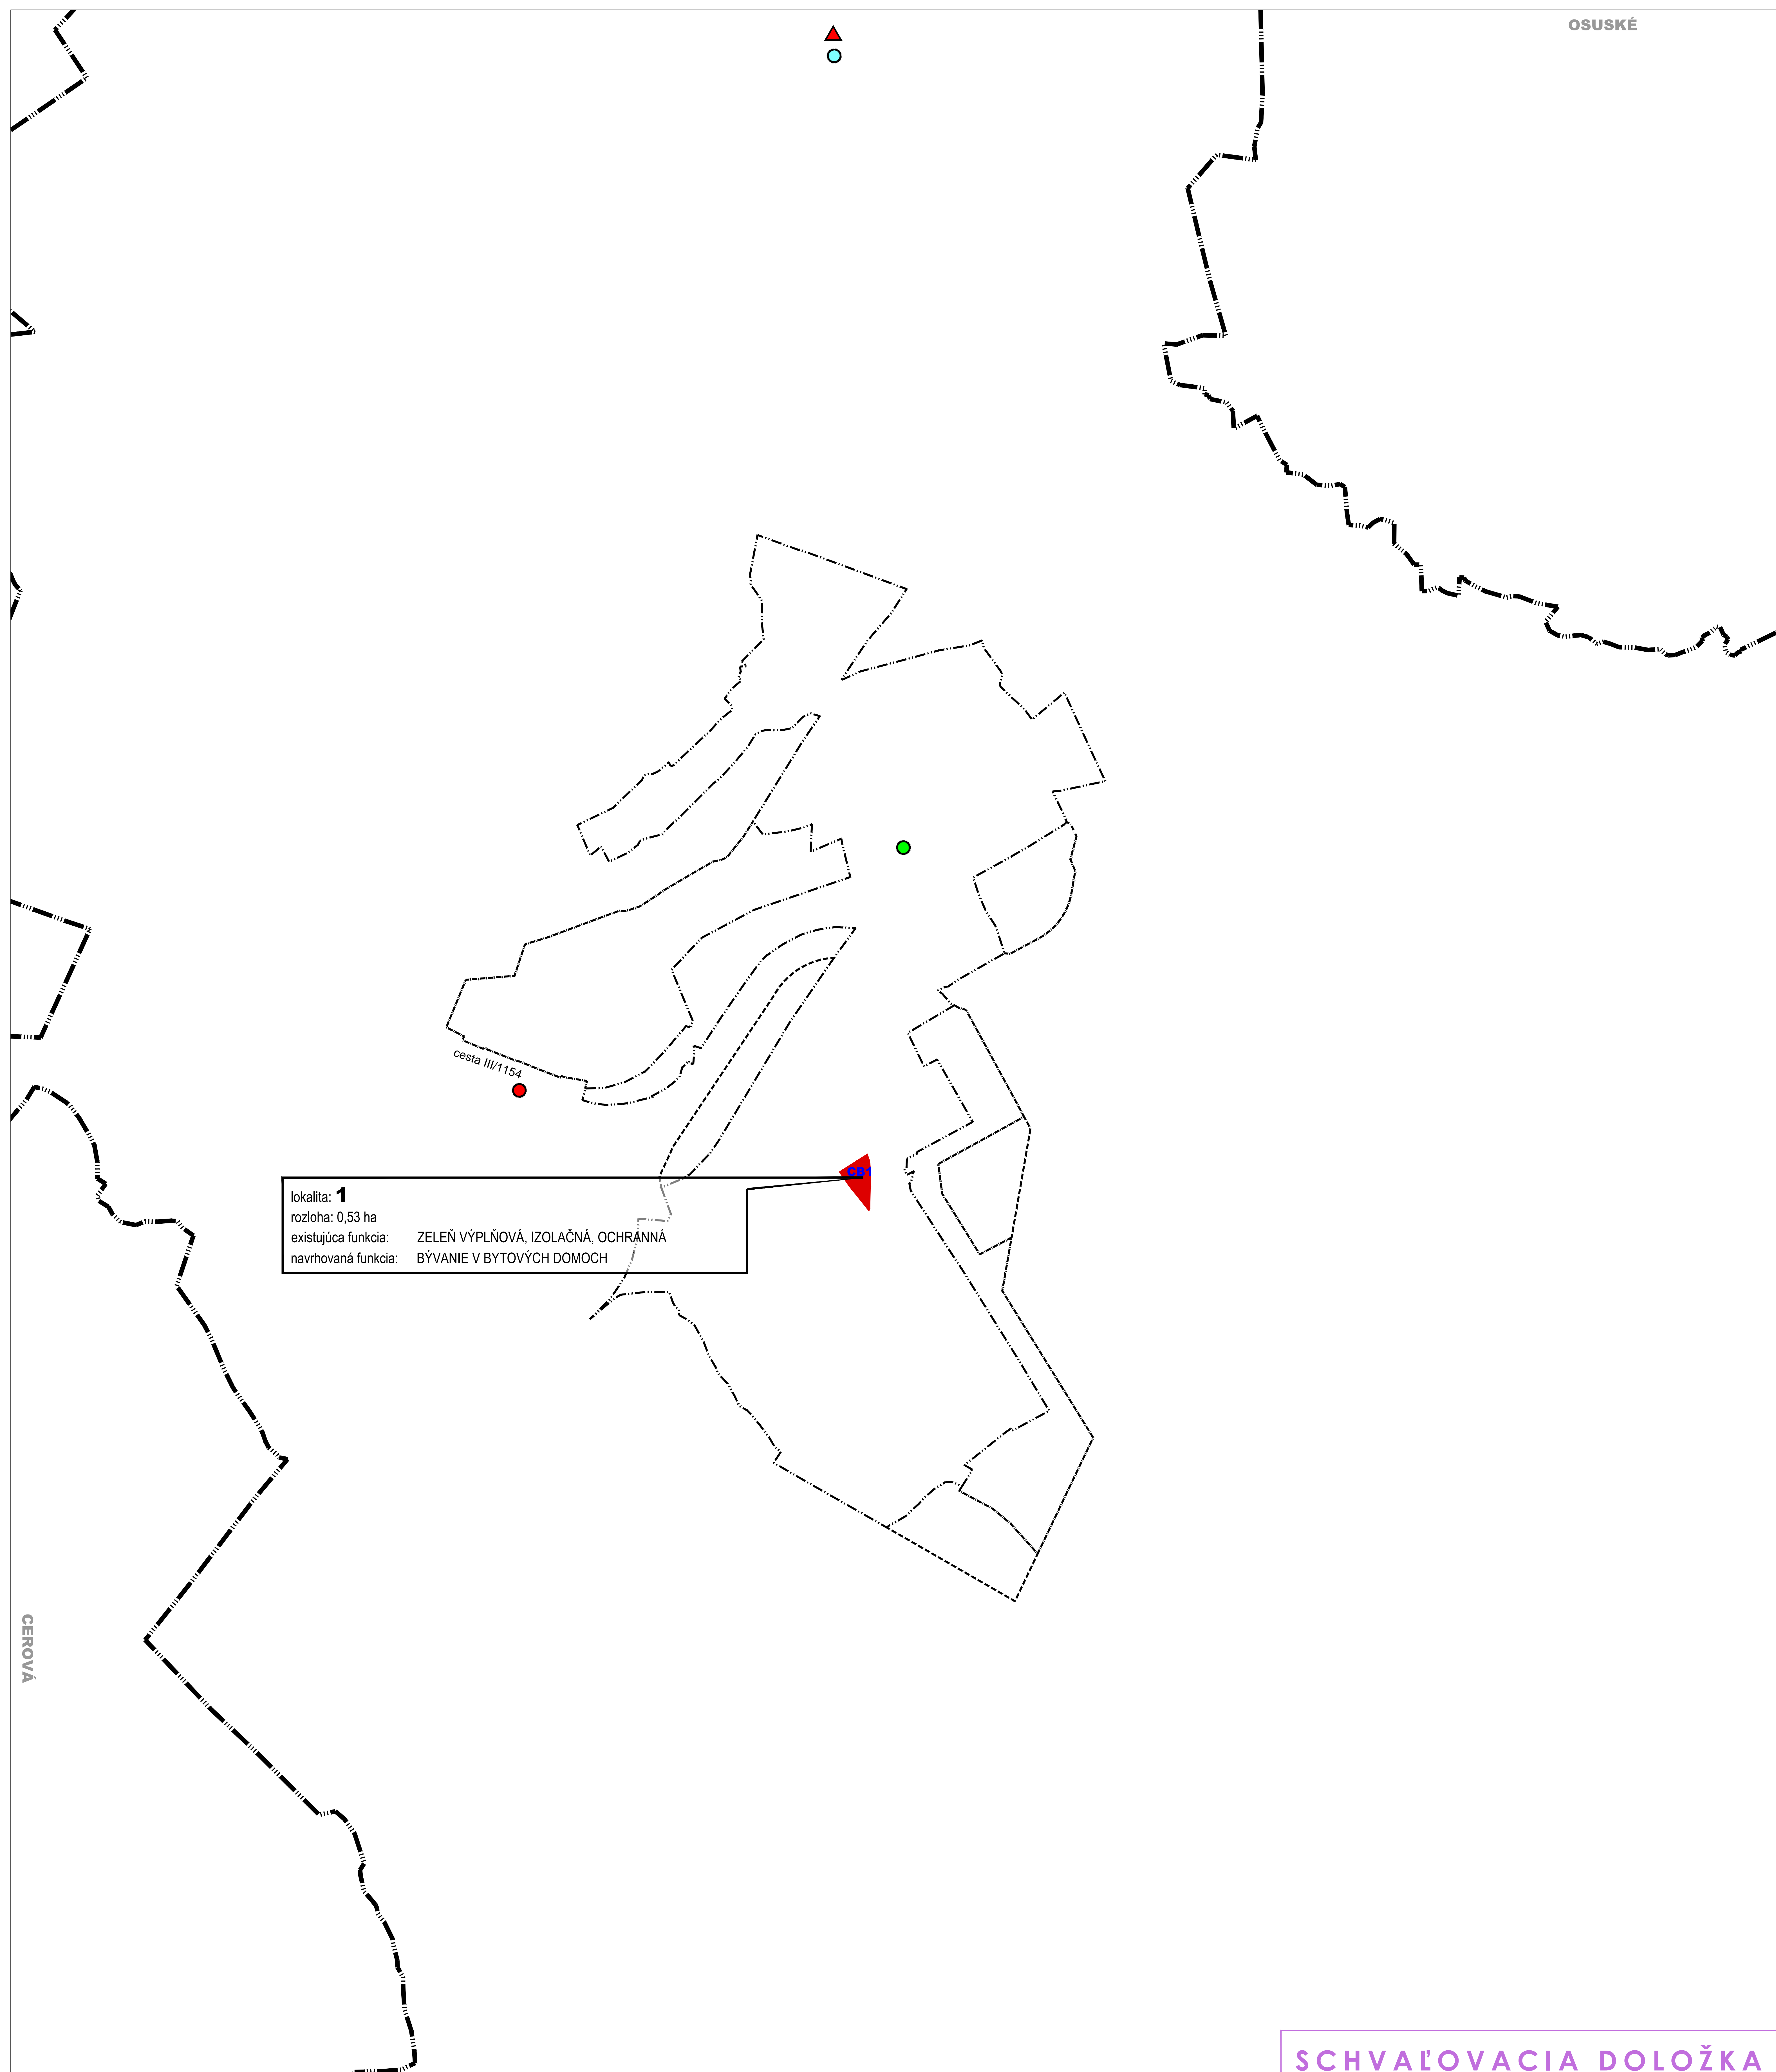 OSUSKÉ
cesta III/1154
CB1
lokalita: 1
rozloha: 0,53 ha
existujúca funkcia: ZELEŇ VÝPLŇOVÁ, IZOLAČNÁ, OCHRANNÁ
navrhovaná funkcia: BÝVANIE V BYTOVÝCH DOMOCH
CEROVÁ
SCHVAĽOVACIA DOLOŽKA